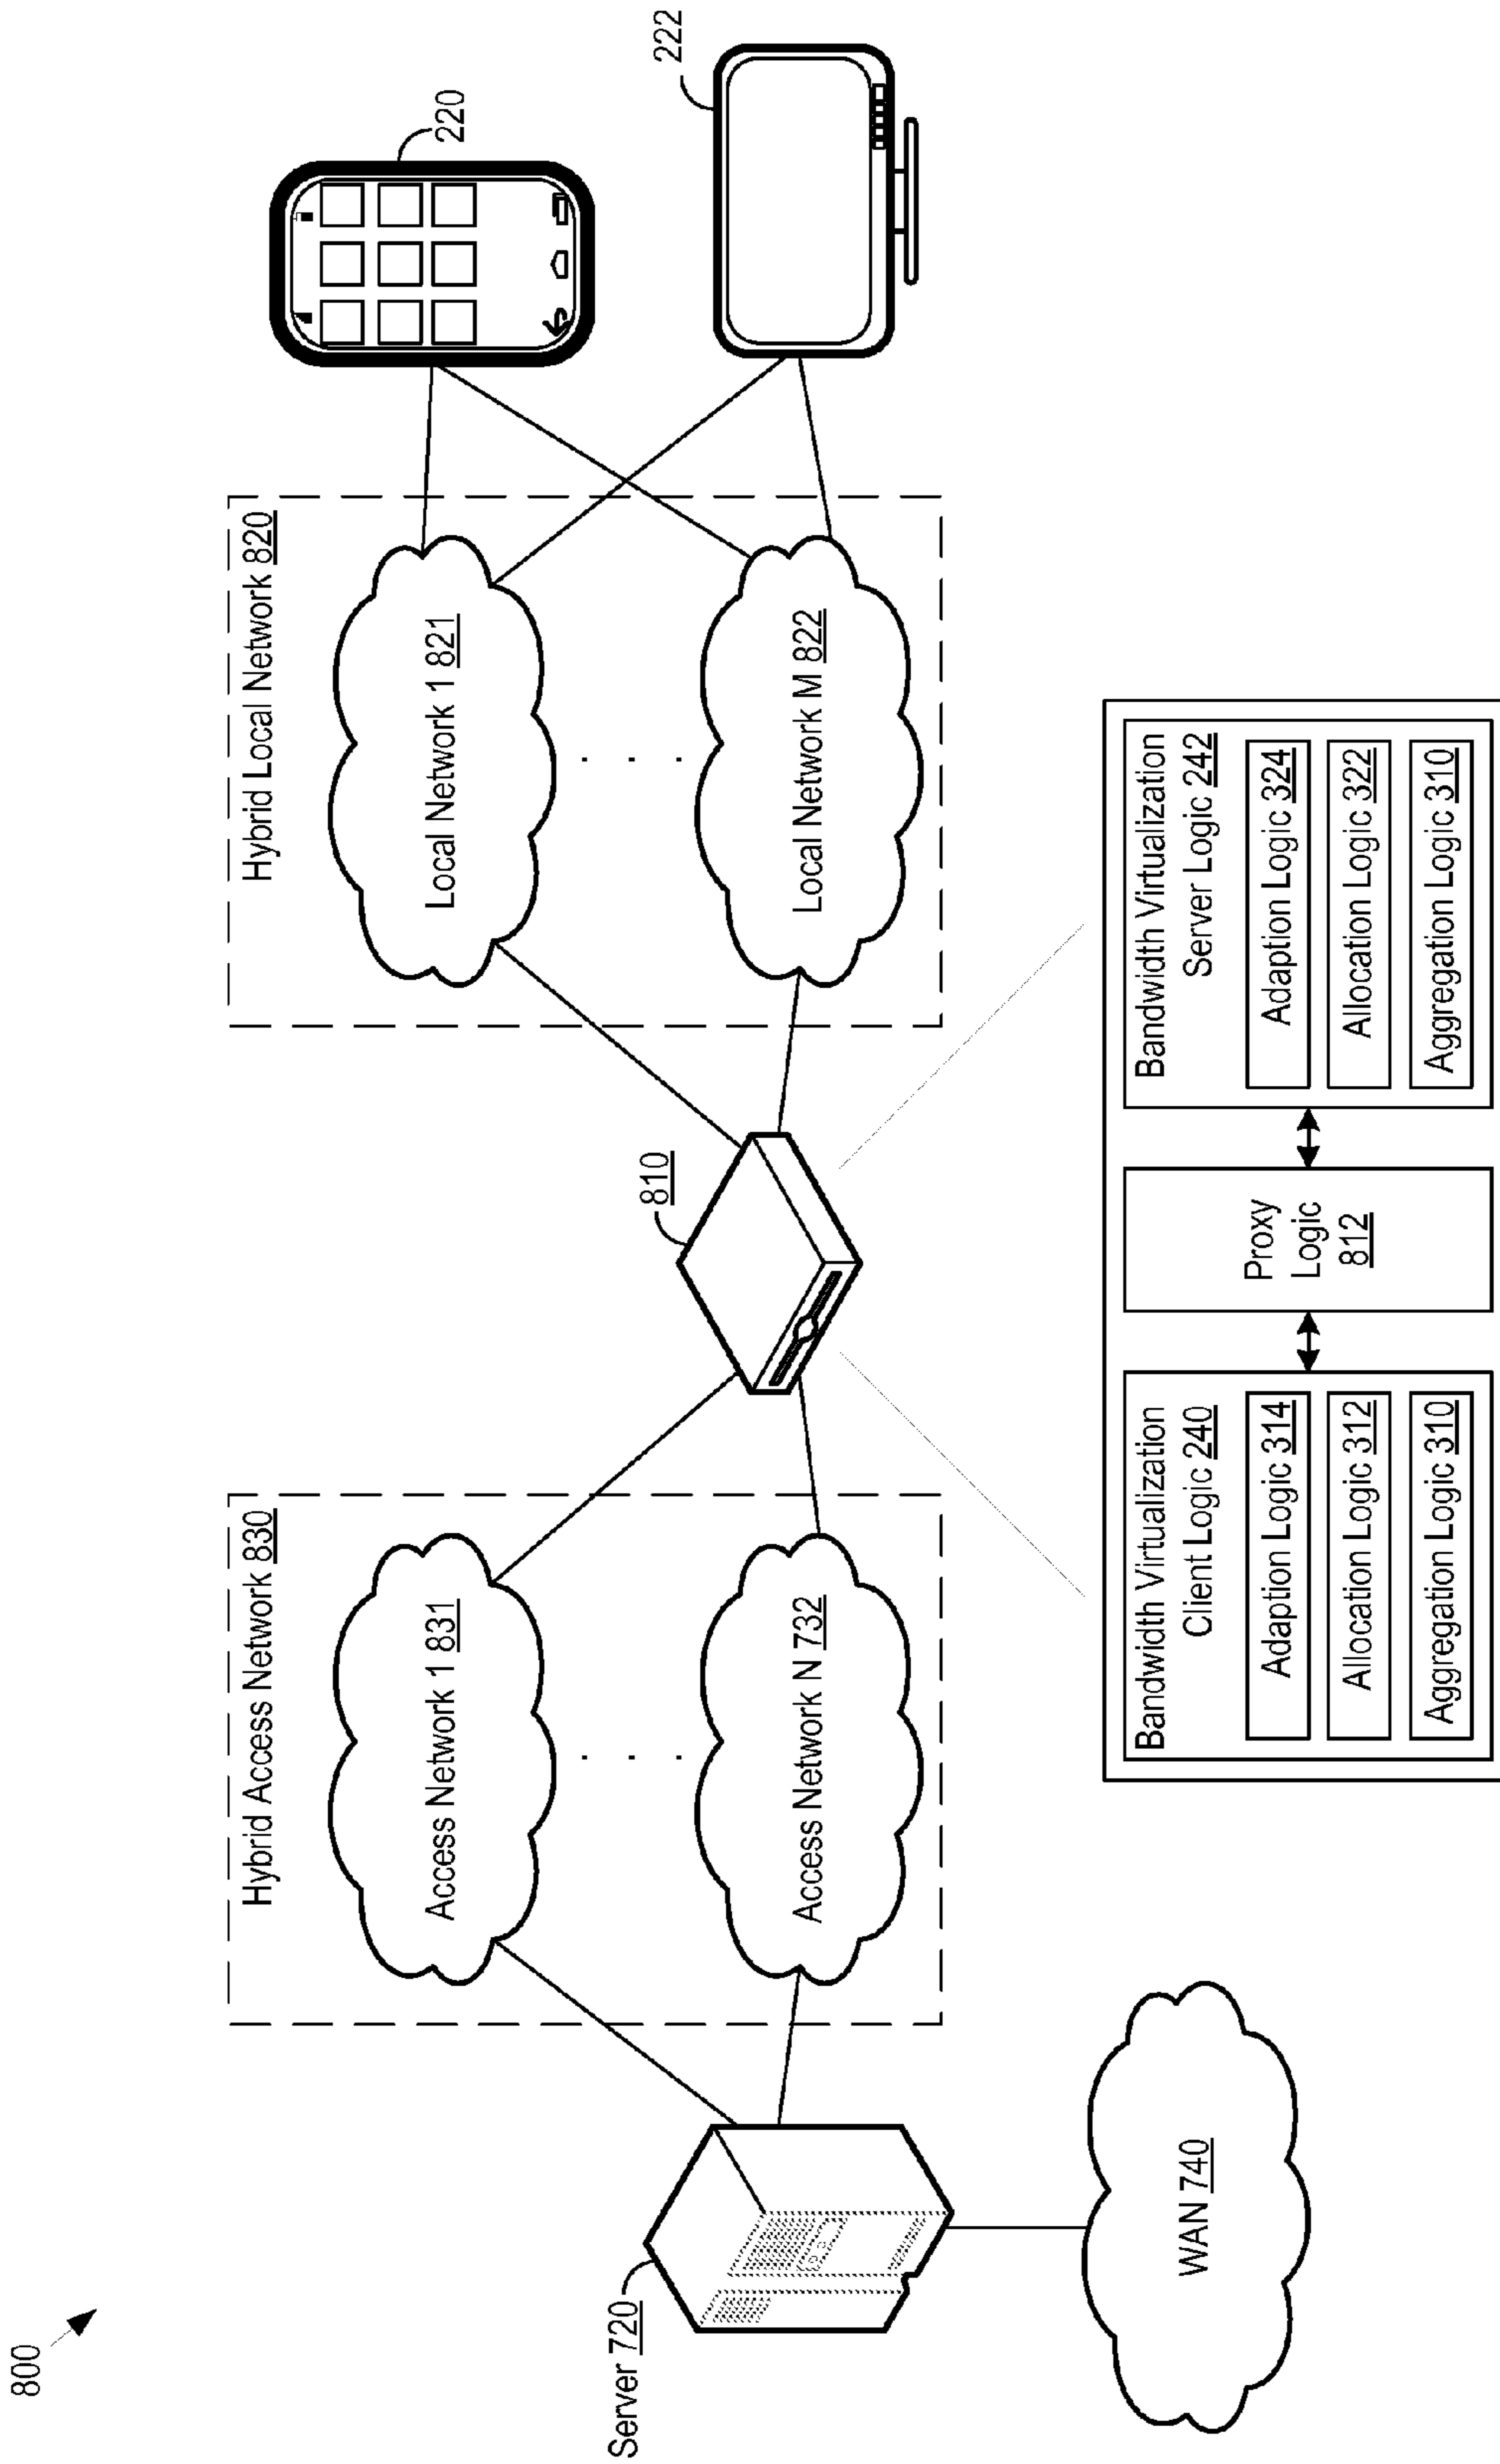 800
Hybrid Access Network 830
Access Network 1 831
. . .
Access Network N 732
Hybrid Local Network 820
Local Network 1 821
. . .
Local Network M 822
220
222
810
Server 720
WAN 740
Bandwidth Virtualization
Client Logic 240
Adaption Logic 314
Allocation Logic 312
Aggregation Logic 310
Proxy
Logic
812
Bandwidth Virtualization
Server Logic 242
Adaption Logic 324
Allocation Logic 322
Aggregation Logic 310